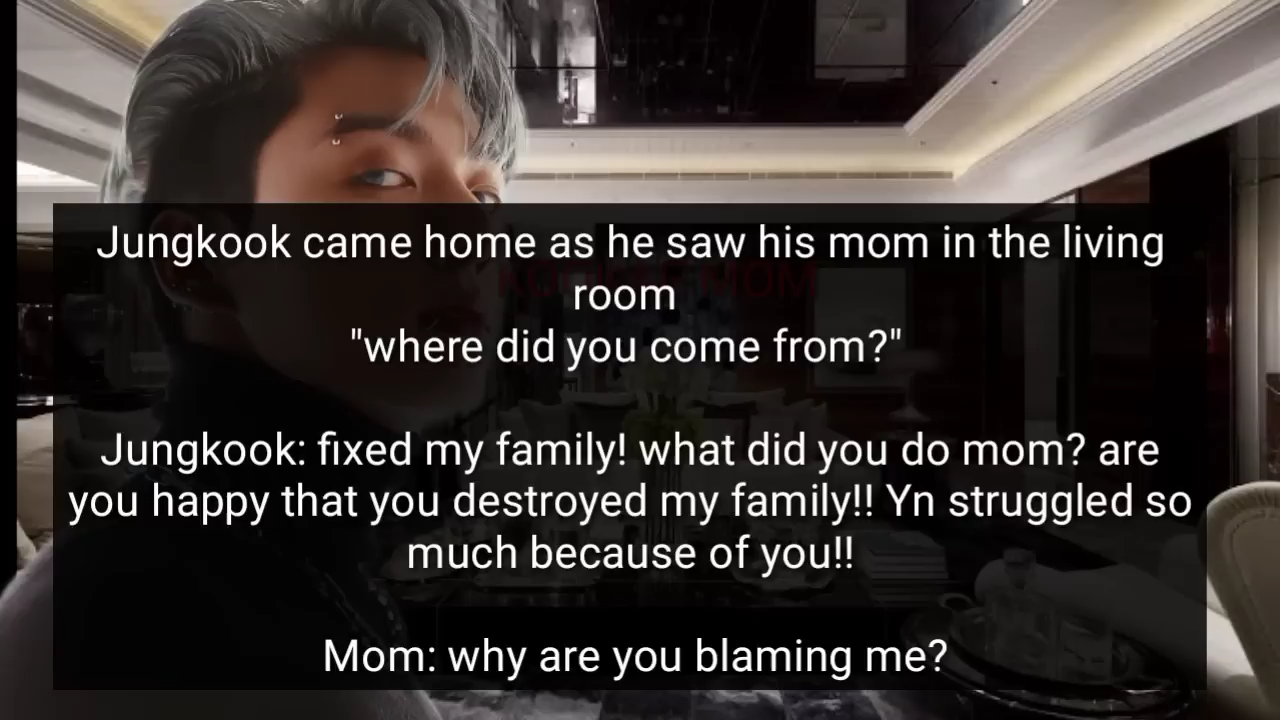 Jungkook came home as he saw his mom in the living
room
"where did you come from?"
Jungkook: fixed my family! what did you do mom? are
you happy that you destroyed my family!! Yn struggled so
much because of you!!
Mom: why are you blaming me?